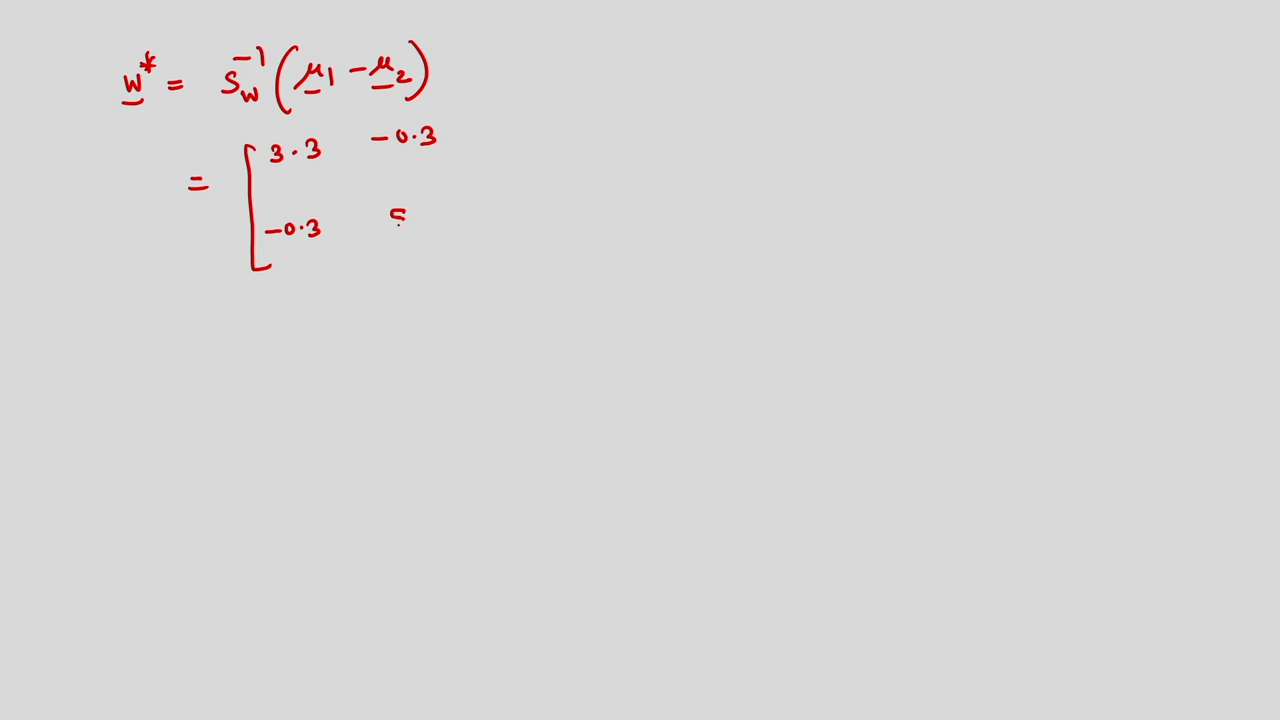 w* = S_W^-1 (μ1 - μ2)
= [ 3.3 -0.3
-0.3 5